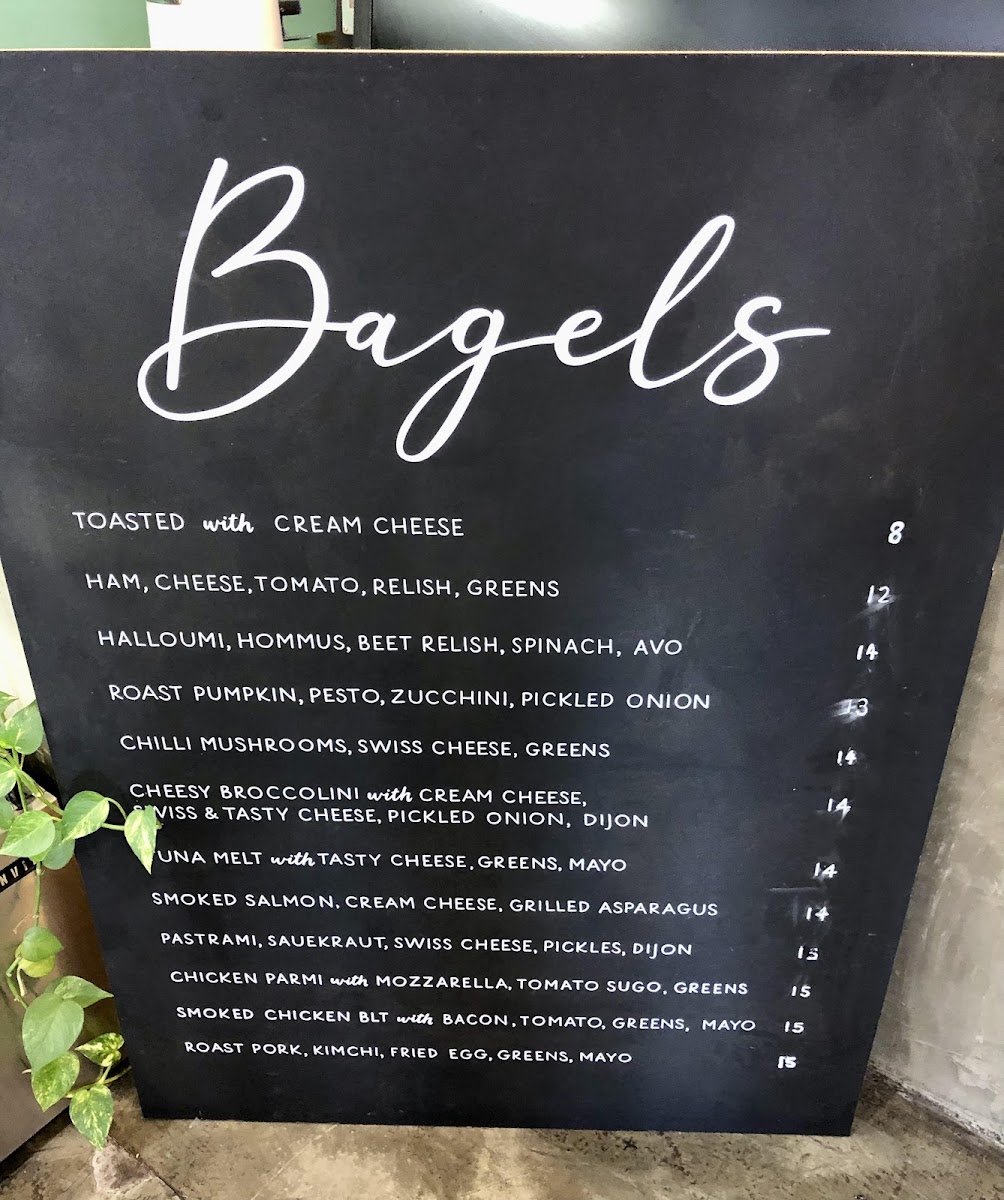 Bagels
TOASTED with CREAM CHEESE 8
HAM, CHEESE, TOMATO, RELISH, GREENS 12
HALLOUMI, HOMMUS, BEET RELISH, SPINACH, AVO 14
ROAST PUMPKIN, PESTO, ZUCCHINI, PICKLED ONION 13
CHILLI MUSHROOMS, SWISS CHEESE, GREENS 14
CHEESY BROCCOLINI with CREAM CHEESE, 14
SWISS & TASTY CHEESE, PICKLED ONION, DIJON
TUNA MELT with TASTY CHEESE, GREENS, MAYO 14
SMOKED SALMON, CREAM CHEESE, GRILLED ASPARAGUS 14
PASTRAMI, SAUEKRAUT, SWISS CHEESE, PICKLES, DIJON 15
CHICKEN PARMI with MOZZARELLA, TOMATO SUGO, GREENS 15
SMOKED CHICKEN BLT with BACON, TOMATO, GREENS, MAYO 15
ROAST PORK, KIMCHI, FRIED EGG, GREENS, MAYO 15